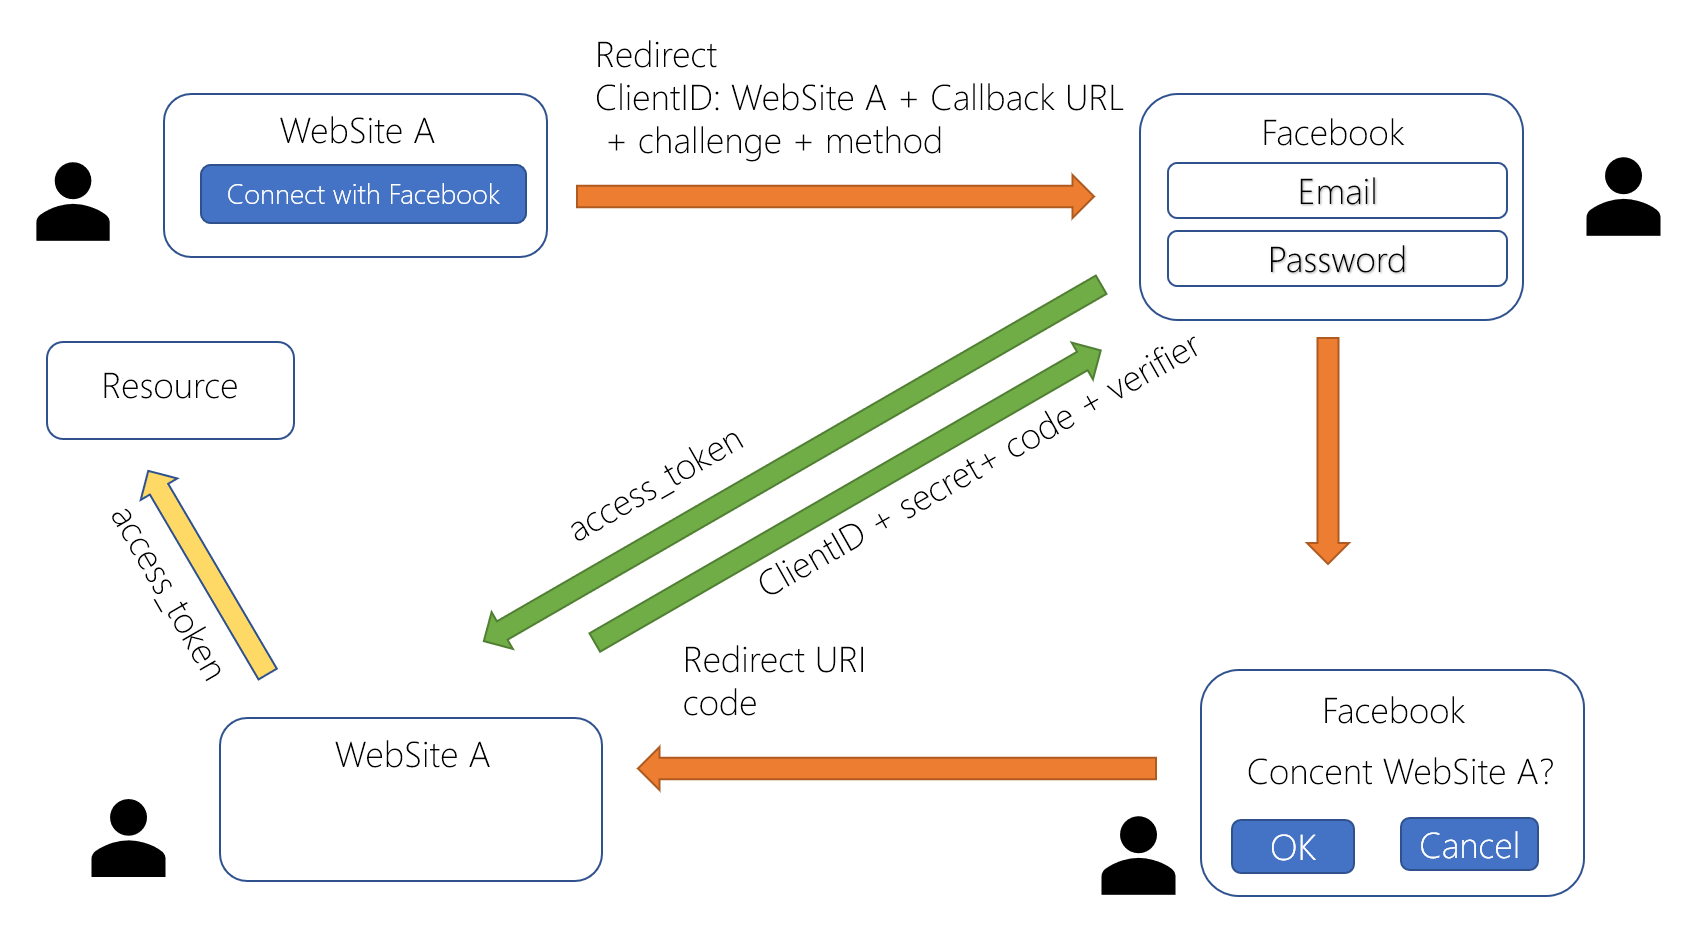 Redirect
ClientID: WebSite A + Callback URL
+ challenge + method
WebSite A
Connect with Facebook
Facebook
Email
Password
Resource
access_token
ClientID + secret+ code + verifier
access_token
Redirect URI
code
WebSite A
Facebook
Concent WebSite A?
OK
Cancel